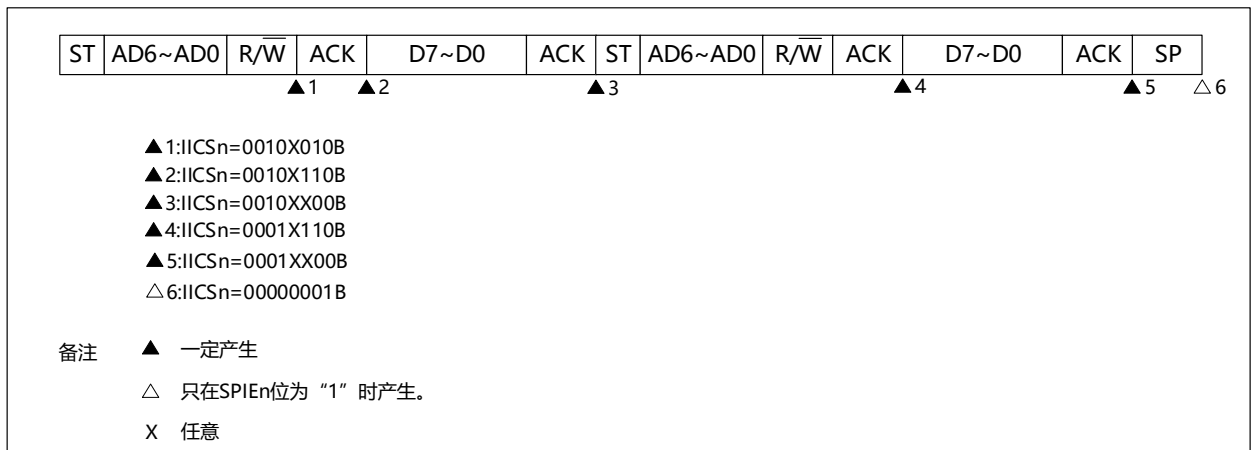 ST AD6~AD0 R/W̅ ACK D7~D0 ACK ST AD6~AD0 R/W̅ ACK D7~D0 ACK SP
▲1 ▲2 ▲3 ▲4 ▲5 △6
▲1:IICSn=0010X010B
▲2:IICSn=0010X110B
▲3:IICSn=0010XX00B
▲4:IICSn=0001X110B
▲5:IICSn=0001XX00B
△6:IICSn=00000001B
备注 ▲ 一定产生
△ 只在SPIEn位为“1”时产生。
X 任意